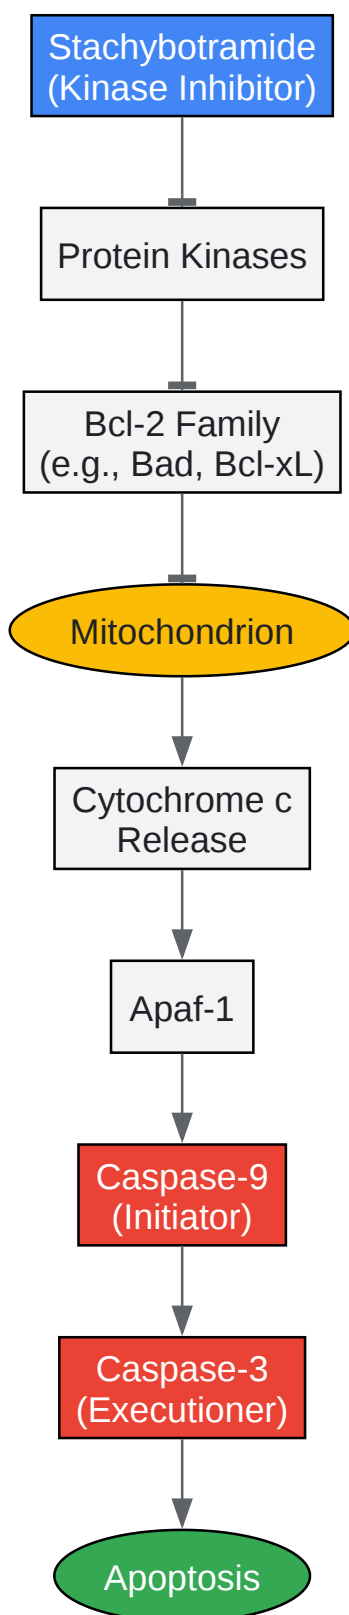 Stachybotramide
(Kinase Inhibitor)
Protein Kinases
Bcl-2 Family
(e.g., Bad, Bcl-xL)
Mitochondrion
Cytochrome c
Release
Apaf-1
Caspase-9
(Initiator)
Caspase-3
(Executioner)
Apoptosis